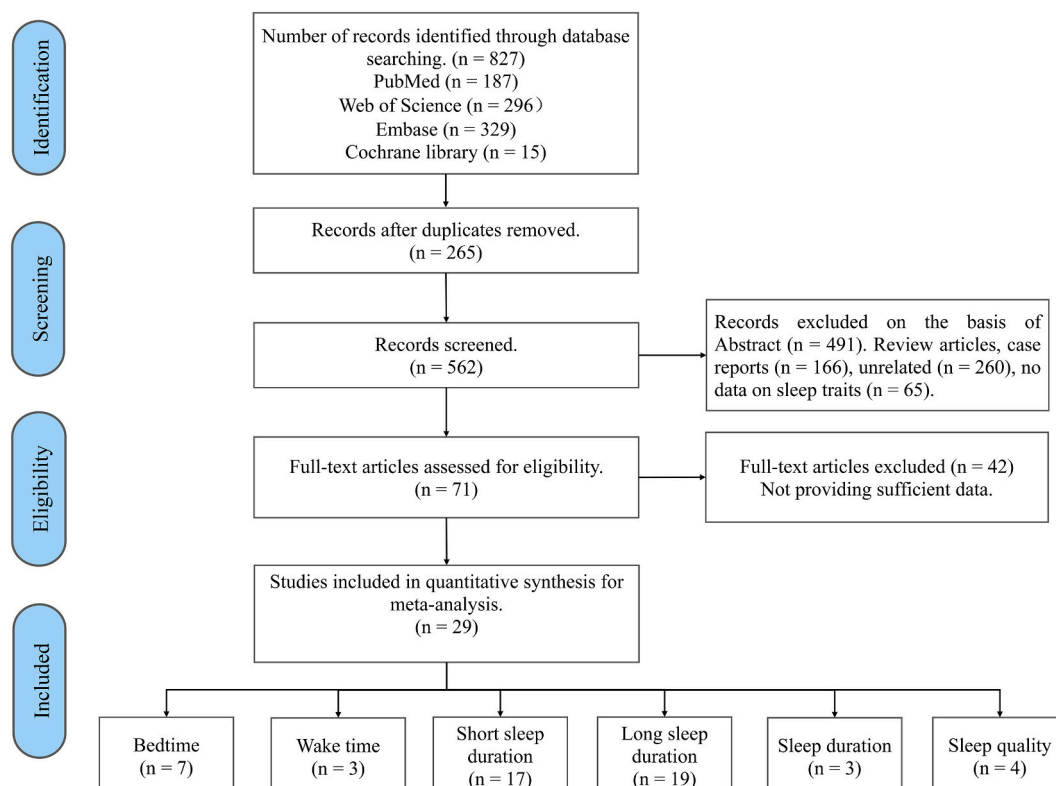 Identification
Number of records identified through database
searching. (n = 827)
PubMed (n = 187)
Web of Science (n = 296）
Embase (n = 329)
Cochrane library (n = 15)
Screening
Records after duplicates removed.
(n = 265)
Records screened.
(n = 562)
Records excluded on the basis of
Abstract (n = 491). Review articles, case
reports (n = 166), unrelated (n = 260), no
data on sleep traits (n = 65).
Eligibility
Full-text articles assessed for eligibility.
(n = 71)
Full-text articles excluded (n = 42)
Not providing sufficient data.
Included
Studies included in quantitative synthesis for
meta-analysis.
(n = 29)
Bedtime
(n = 7)
Wake time
(n = 3)
Short sleep
duration
(n = 17)
Long sleep
duration
(n = 19)
Sleep duration
(n = 3)
Sleep quality
(n = 4)